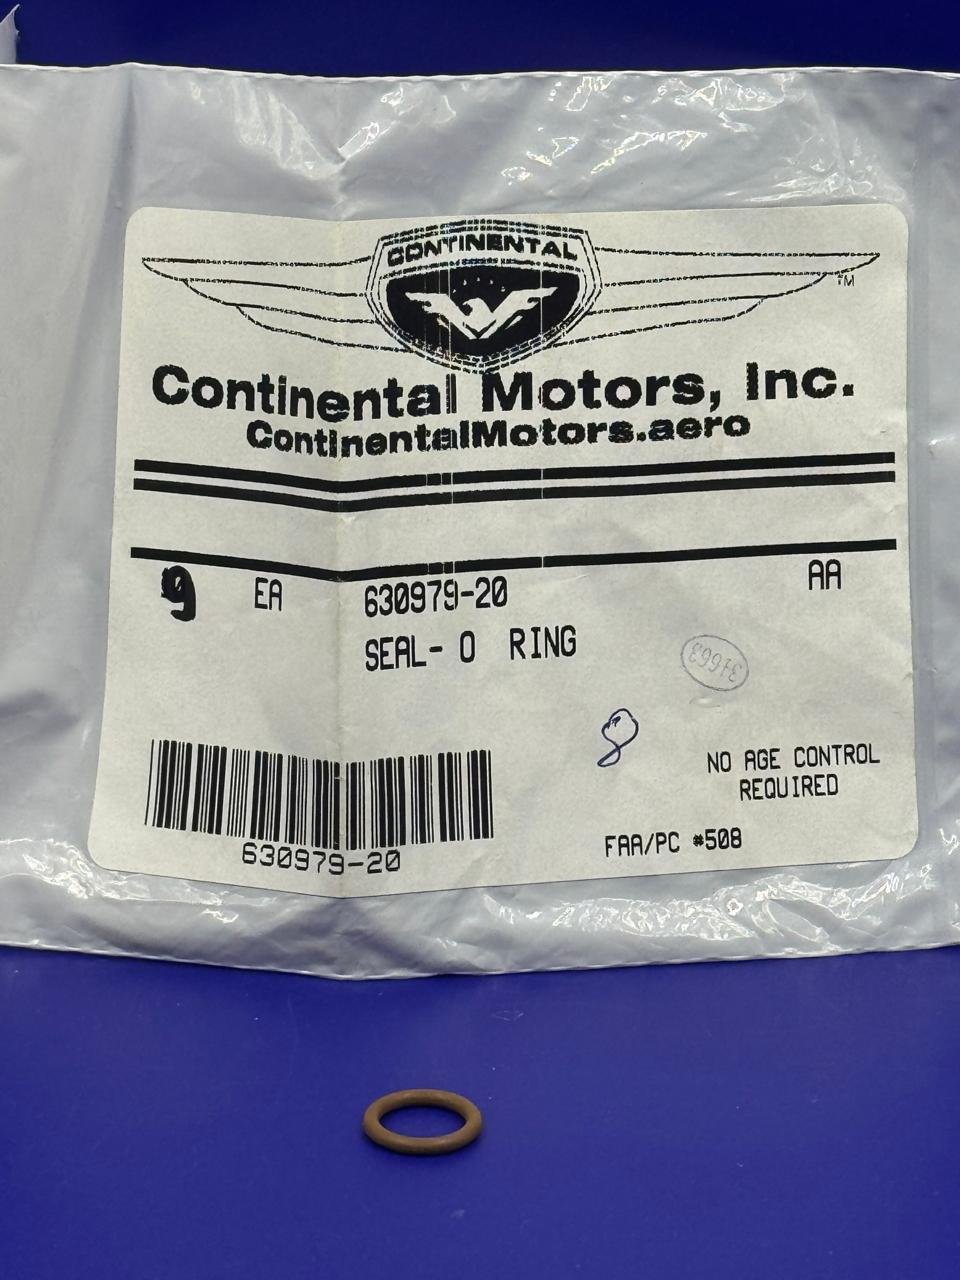 CONTINENTAL
TM
Continental Motors, Inc.
ContinentalMotors.aero
9 EA 630979-20 AA
SEAL- O RING
31663
8
NO AGE CONTROL
REQUIRED
630979-20
FAA/PC #508